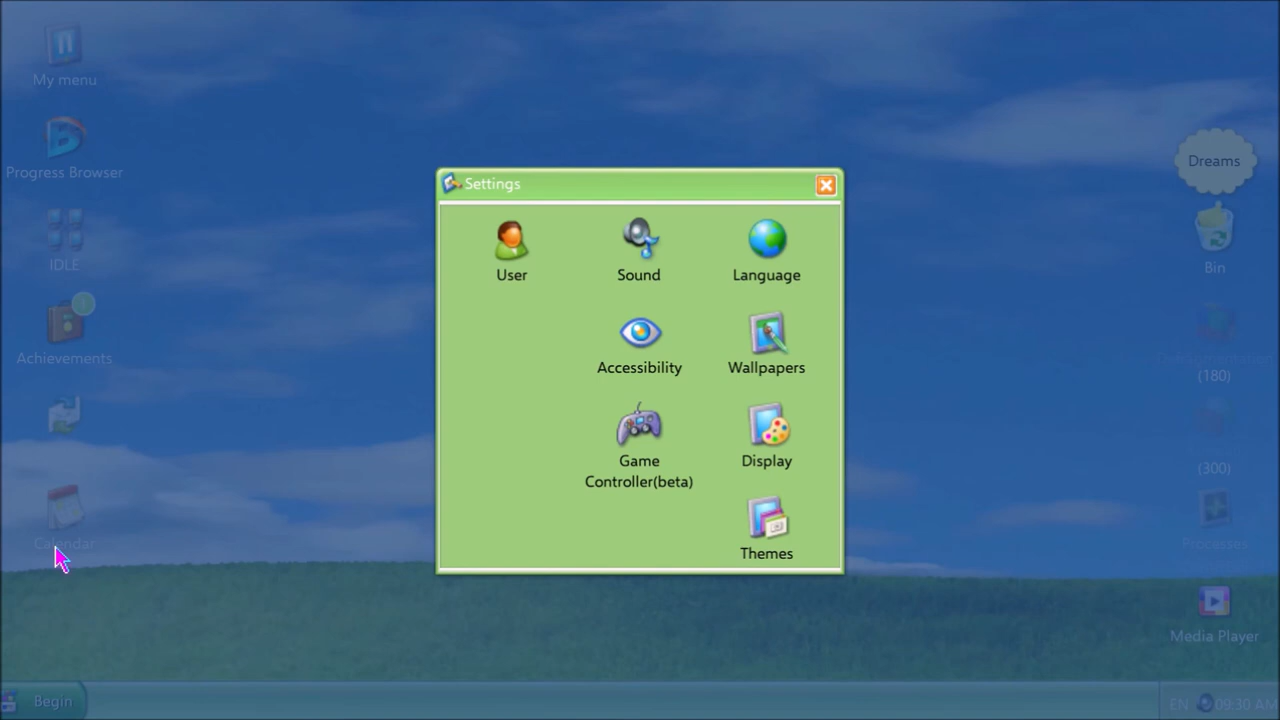 My menu
Progress Browser
IDLE
Achievements
Calendar
Settings
User
Sound
Language
Accessibility
Wallpapers
Game
Controller(beta)
Display
Themes
Dreams
Bin
(180)
(300)
Processes
Media Player
Begin
EN
09:30 AM